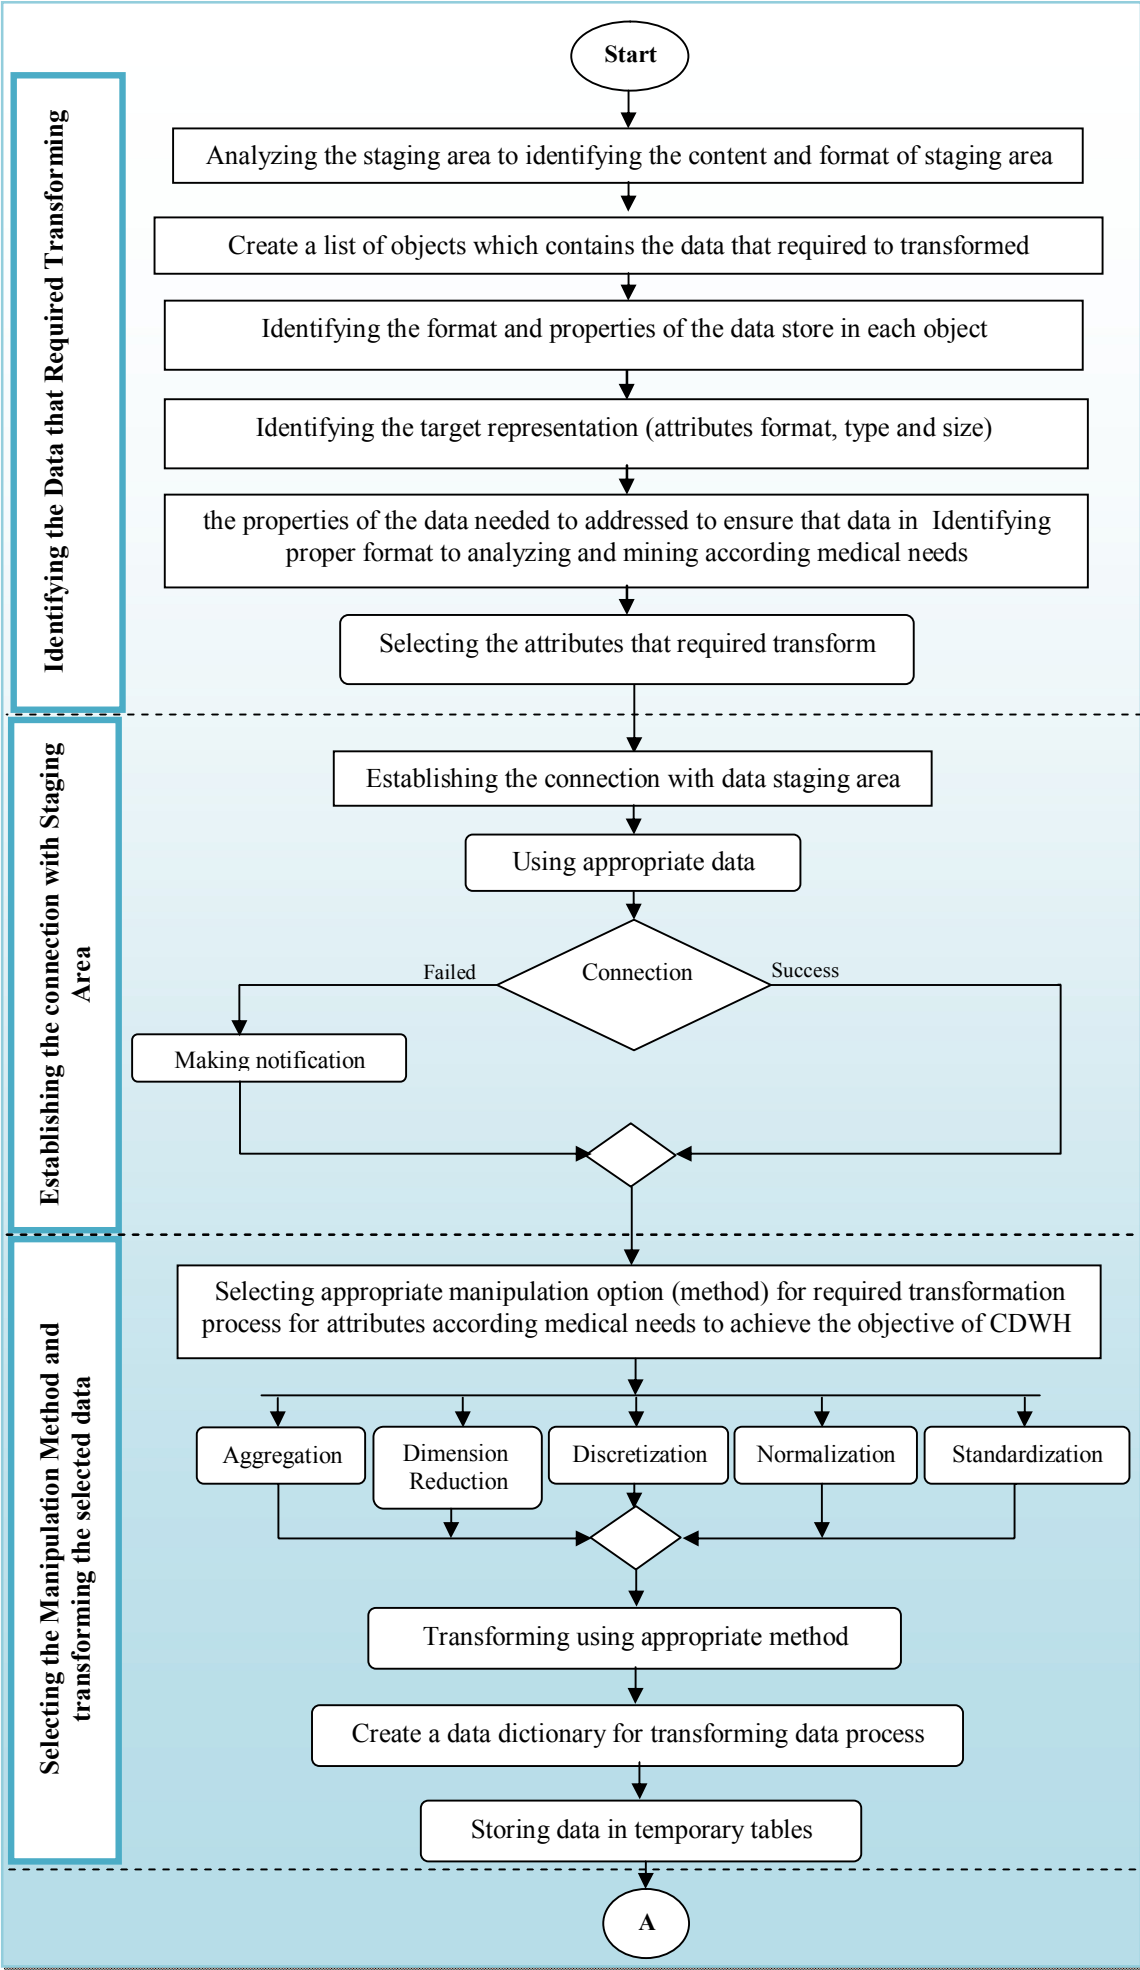 Start
Identifying the Data that Required Transforming
Analyzing the staging area to identifying the content and format of staging area
Create a list of objects which contains the data that required to transformed
Identifying the format and properties of the data store in each object
Identifying the target representation (attributes format, type and size)
the properties of the data needed to addressed to ensure that data in Identifying
proper format to analyzing and mining according medical needs
Selecting the attributes that required transform
Establishing the connection with Staging
Area
Establishing the connection with data staging area
Using appropriate data
Connection
Failed
Success
Making notification
Selecting the Manipulation Method and
transforming the selected data
Selecting appropriate manipulation option (method) for required transformation
process for attributes according medical needs to achieve the objective of CDWH
Aggregation
Dimension
Reduction
Discretization
Normalization
Standardization
Transforming using appropriate method
Create a data dictionary for transforming data process
Storing data in temporary tables
A